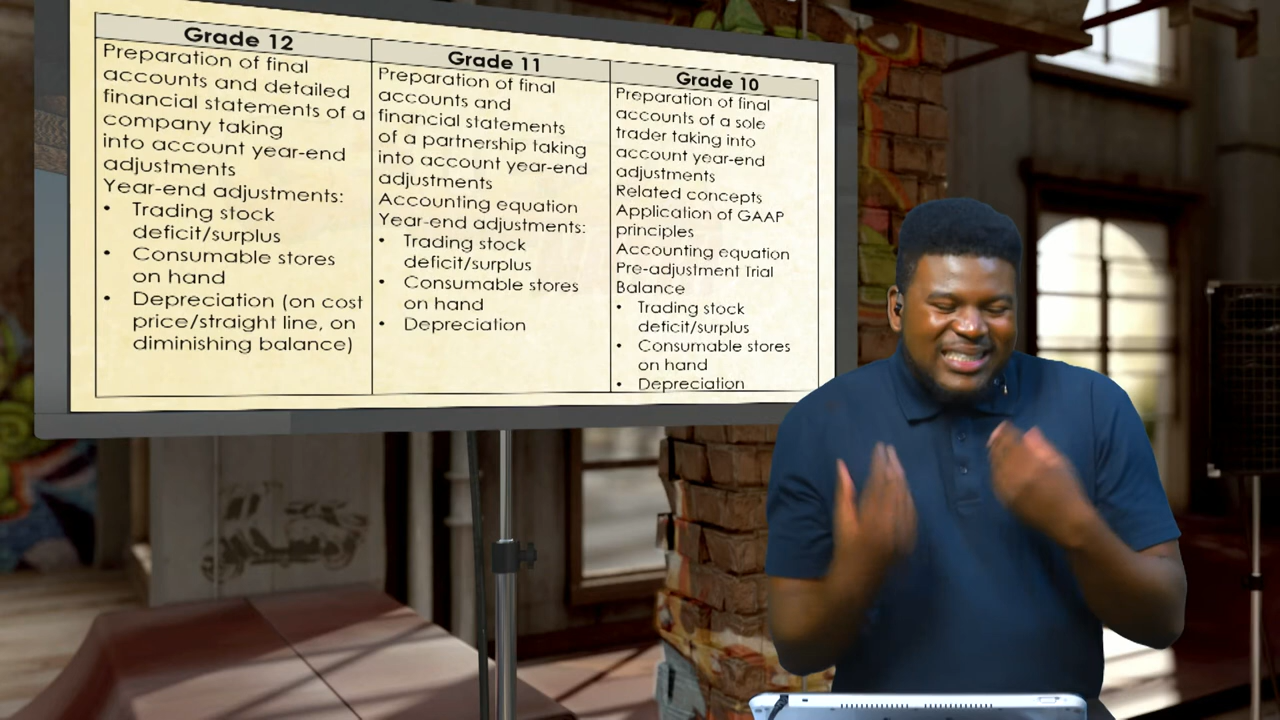 Grade 12
Preparation of final
accounts and detailed
financial statements of a
company taking
into account year-end
adjustments
Year-end adjustments:
• Trading stock
deficit/surplus
• Consumable stores
on hand
• Depreciation (on cost
price/straight line, on
diminishing balance)
Grade 11
Preparation of final
accounts and
financial statements
of a partnership taking
into account year-end
adjustments
Accounting equation
Year-end adjustments:
• Trading stock
deficit/surplus
• Consumable stores
on hand
• Depreciation
Grade 10
Preparation of final
accounts of a sole
trader taking into
account year-end
adjustments
Related concepts
Application of GAAP
principles
Accounting equation
Pre-adjustment Trial
Balance
• Trading stock
deficit/surplus
• Consumable stores
on hand
• Depreciation